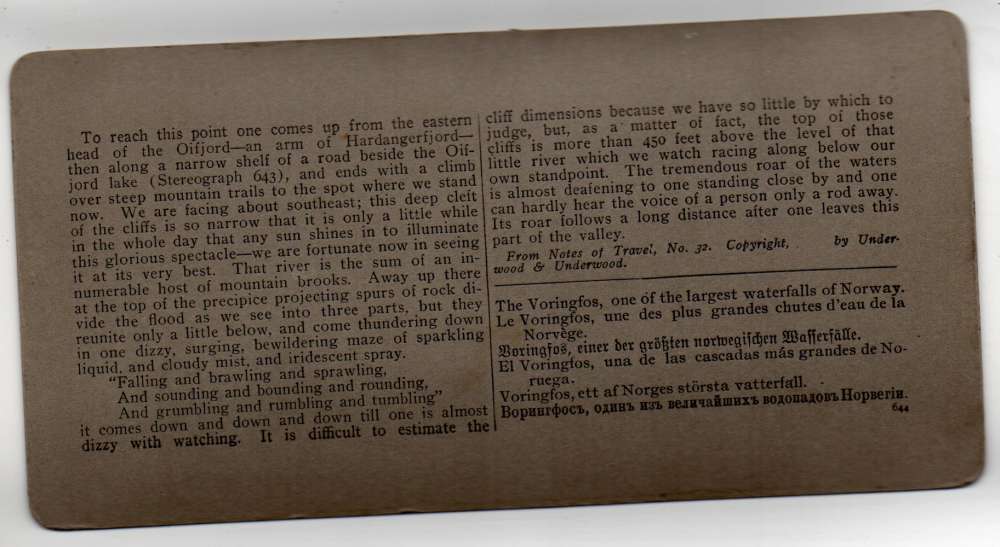 To reach this point one comes up from the eastern
head of the Oifjord—an arm of Hardangerfjord—
then along a narrow shelf of a road beside the Oif-
jord lake (Stereograph 643), and ends with a climb
over steep mountain trails to the spot where we stand
now. We are facing about southeast; this deep cleft
of the cliffs is so narrow that it is only a little while
in the whole day that any sun shines in to illuminate
this glorious spectacle—we are fortunate now in seeing
it at its very best. That river is the sum of an in-
numerable host of mountain brooks. Away up there
at the top of the precipice projecting spurs of rock di-
vide the flood as we see into three parts, but they
reunite only a little below, and come thundering down
in one dizzy, surging, bewildering maze of sparkling
liquid, and cloudy mist, and iridescent spray.
"Falling and brawling and sprawling,
And sounding and bounding and rounding,
And grumbling and rumbling and tumbling"
it comes down and down and down till one is almost
dizzy with watching. It is difficult to estimate the
cliff dimensions because we have so little by which to
judge, but, as a matter of fact, the top of those
cliffs is more than 450 feet above the level of that
little river which we watch racing along below our
own standpoint. The tremendous roar of the waters
is almost deafening to one standing close by and one
can hardly hear the voice of a person only a rod away.
Its roar follows a long distance after one leaves this
part of the valley.
From Notes of Travel, No. 32. Copyright, by Under-
wood & Underwood.
The Voringfos, one of the largest waterfalls of Norway.
Le Voringfos, une des plus grandes chutes d'eau de la
Norvège.
Voringfos, einer der größten norwegischen Wasserfälle.
El Voringfos, una de las cascadas más grandes de No-
ruega.
Voringfos, ett af Norges största vattenfall.
Ворингфосъ, одинъ изъ величайшихъ водопадовъ Норвегіи.
644